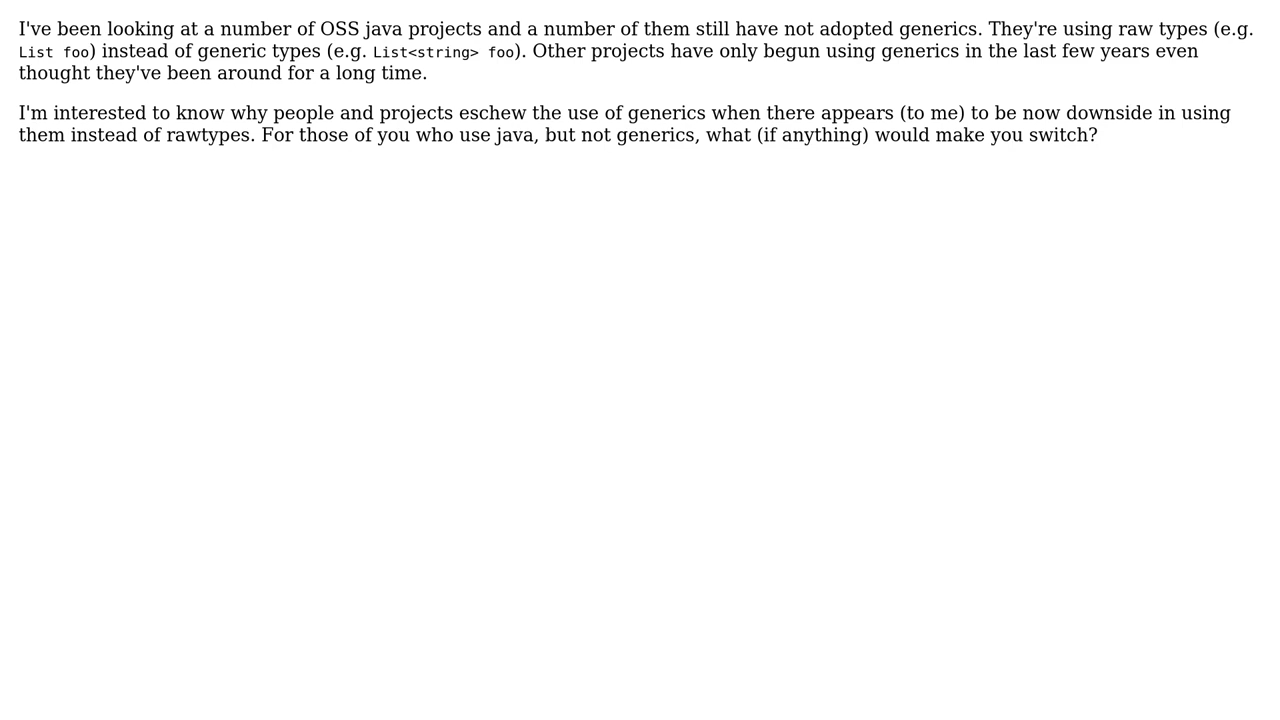 I've been looking at a number of OSS java projects and a number of them still have not adopted generics. They're using raw types (e.g.
List foo) instead of generic types (e.g. List<string> foo). Other projects have only begun using generics in the last few years even
thought they've been around for a long time.
I'm interested to know why people and projects eschew the use of generics when there appears (to me) to be now downside in using
them instead of rawtypes. For those of you who use java, but not generics, what (if anything) would make you switch?